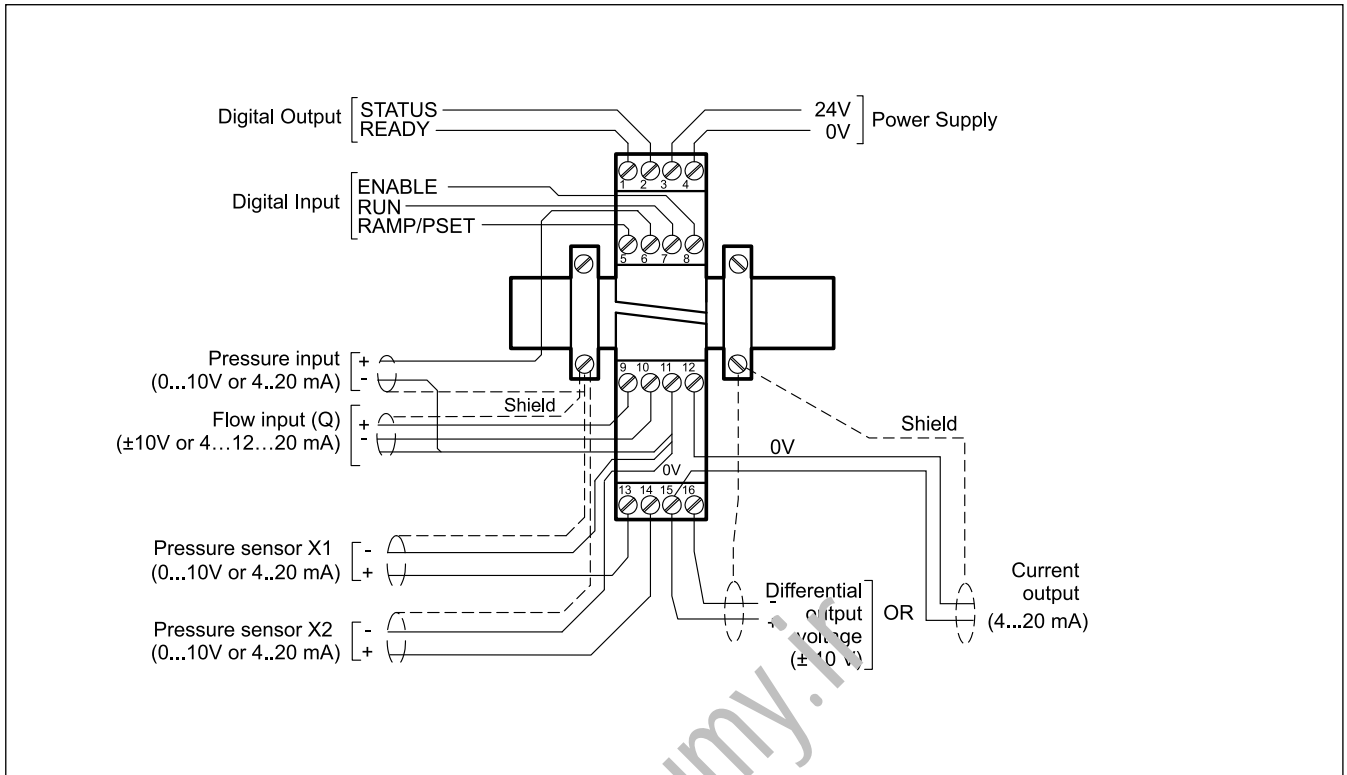 Digital Output
STATUS
READY
24V
0V
Power Supply
1 2 3 4
Digital Input
ENABLE
RUN
RAMP/PSET
5 6 7 8
Pressure input
(0...10V or 4..20 mA)
+
-
Shield
Flow input (Q)
(±10V or 4...12...20 mA)
+
-
9 10 11 12
0V
Shield
0V
13 14 15 16
Pressure sensor X1
(0...10V or 4..20 mA)
-
+
Pressure sensor X2
(0...10V or 4..20 mA)
-
+
-
+
Differential
output
voltage
(± 10 V)
OR
Current
output
(4...20 mA)